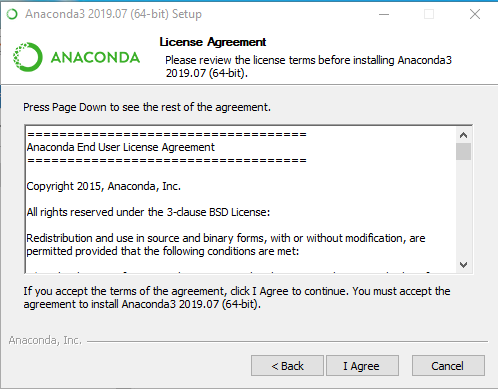 Anaconda3 2019.07 (64-bit) Setup
License Agreement
Please review the license terms before installing Anaconda3
2019.07 (64-bit).
ANACONDA
Press Page Down to see the rest of the agreement.
===================================
Anaconda End User License Agreement
===================================
Copyright 2015, Anaconda, Inc.
All rights reserved under the 3-clause BSD License:
Redistribution and use in source and binary forms, with or without modification, are
permitted provided that the following conditions are met:
If you accept the terms of the agreement, click I Agree to continue. You must accept the
agreement to install Anaconda3 2019.07 (64-bit).
Anaconda, Inc.
< Back
I Agree
Cancel